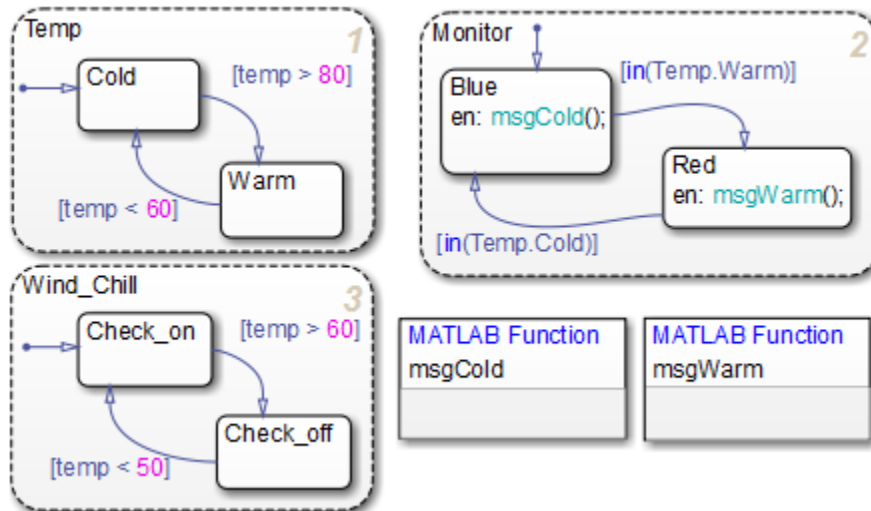 Temp
1
Cold
[temp > 80]
Warm
[temp < 60]
Monitor
2
Blue
en: msgCold();
[in(Temp.Warm)]
Red
en: msgWarm();
[in(Temp.Cold)]
Wind_Chill
3
Check_on
[temp > 60]
Check_off
[temp < 50]
MATLAB Function
msgCold
MATLAB Function
msgWarm